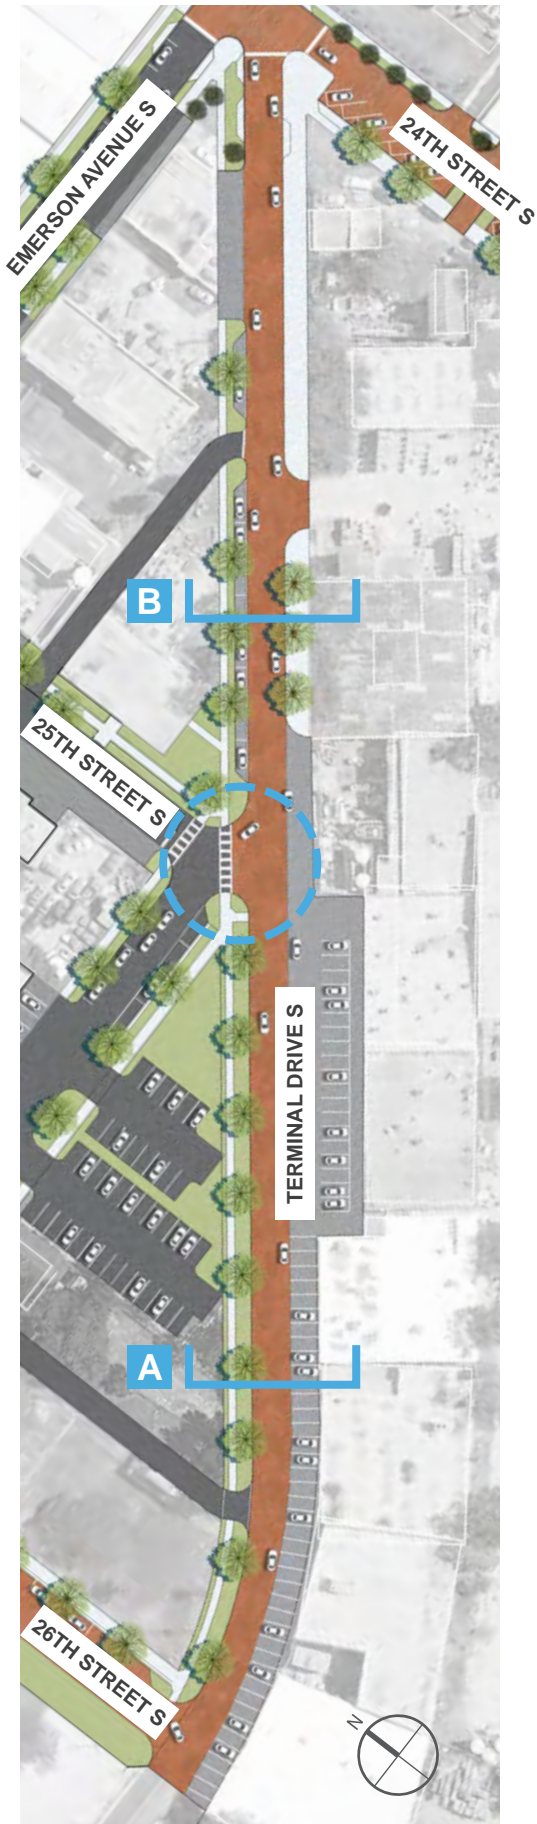 EMERSON AVENUE S
24TH STREET S
B
25TH STREET S
TERMINAL DRIVE S
A
26TH STREET S
N